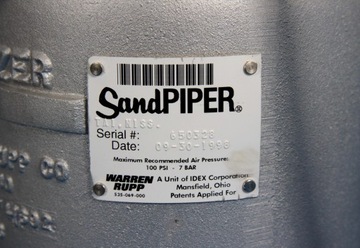 SandPIPER®
Serial #: 650328
Date: 09-30-1996
Maximum Recommended Air Pressure:
100 PSI - 7 BAR
WARREN RUPP
A Unit of IDEX Corporation
Mansfield, Ohio
Patents Applied For